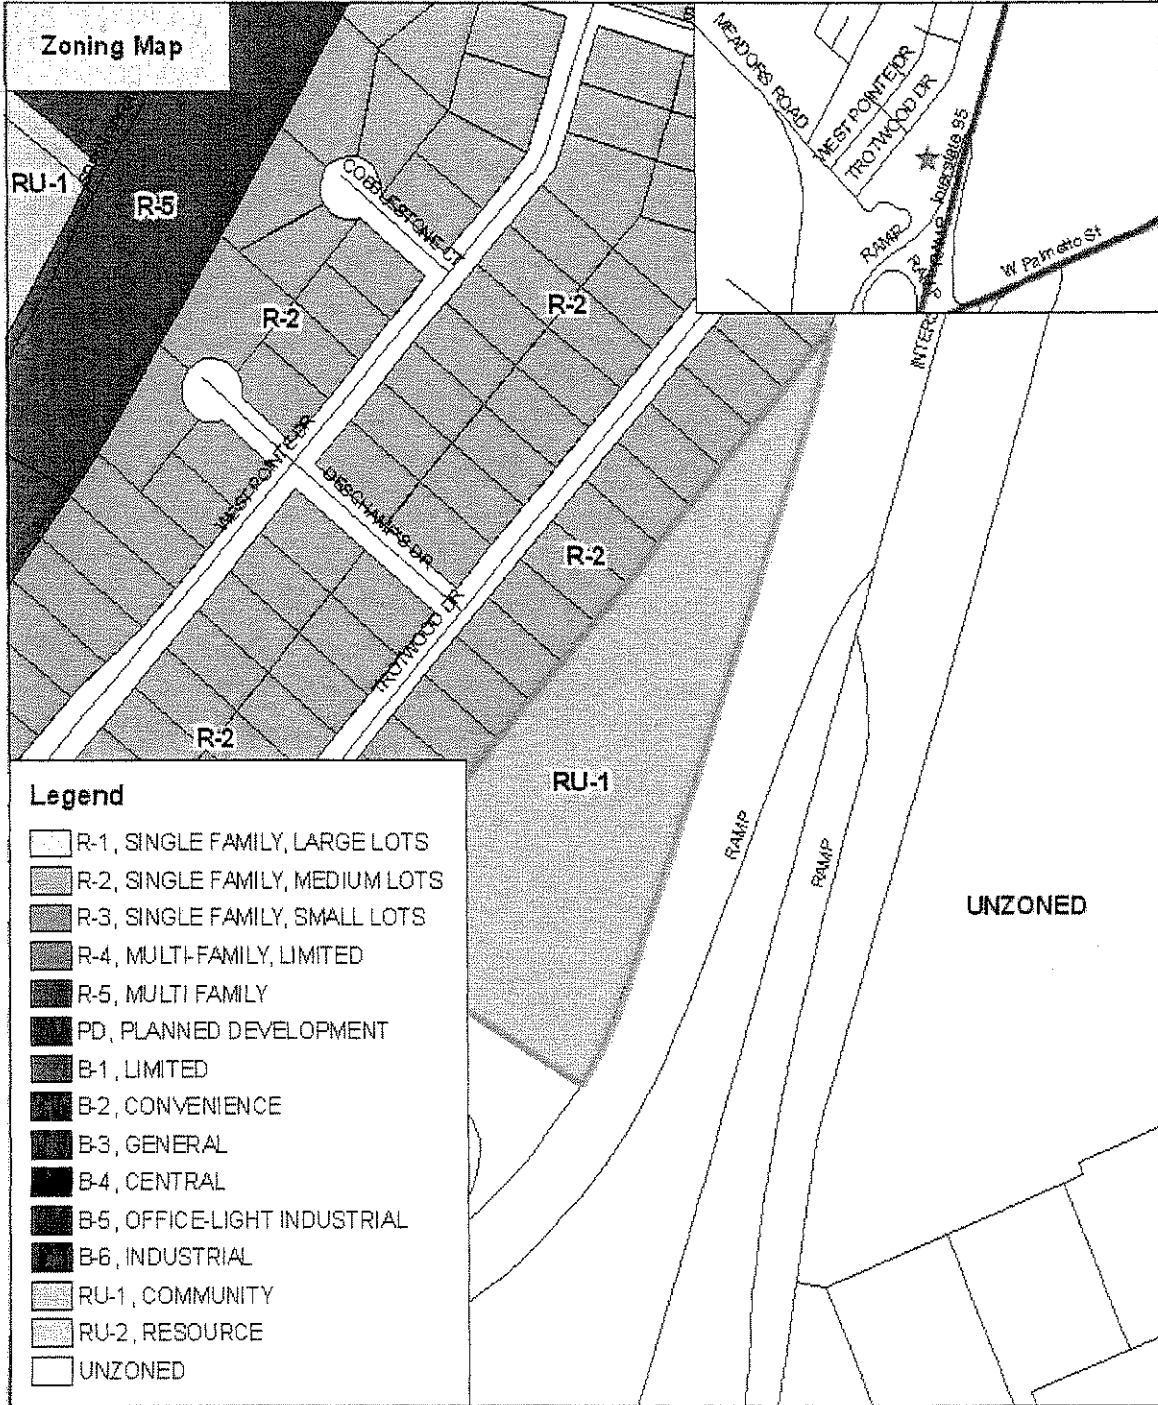 Zoning Map
RU-1
R-5
COBBLESTONE CT
R-2
R-2
WEST POINTE DR
DESCHAMPS DR
R-2
TROTWOOD DR
R-2
RU-1
RAMP
RAMP
UNZONED
MEADORS ROAD
WEST POINTE DR
TROTWOOD DR
Interstate 95
RAMP
RAMP
W Palmetto St
Legend
R-1, SINGLE FAMILY, LARGE LOTS
R-2, SINGLE FAMILY, MEDIUM LOTS
R-3, SINGLE FAMILY, SMALL LOTS
R-4, MULTI-FAMILY, LIMITED
R-5, MULTI FAMILY
PD, PLANNED DEVELOPMENT
B-1, LIMITED
B-2, CONVENIENCE
B-3, GENERAL
B-4, CENTRAL
B-5, OFFICE-LIGHT INDUSTRIAL
B-6, INDUSTRIAL
RU-1, COMMUNITY
RU-2, RESOURCE
UNZONED